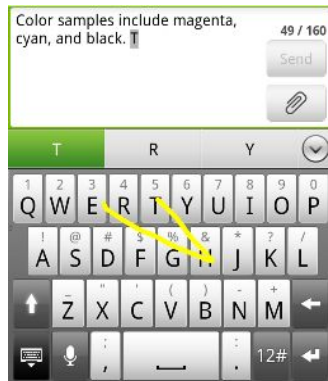 Color samples include magenta,
cyan, and black. T
49 / 160
Send
T R Y
1 2 3 4 5 6 7 8 9 0
Q W E R T Y U I O P
! @ # $ % & * ? /
A S D F G H J K L
_ " ' ( ) - +
Z X C V B N M
; :
, . 12#